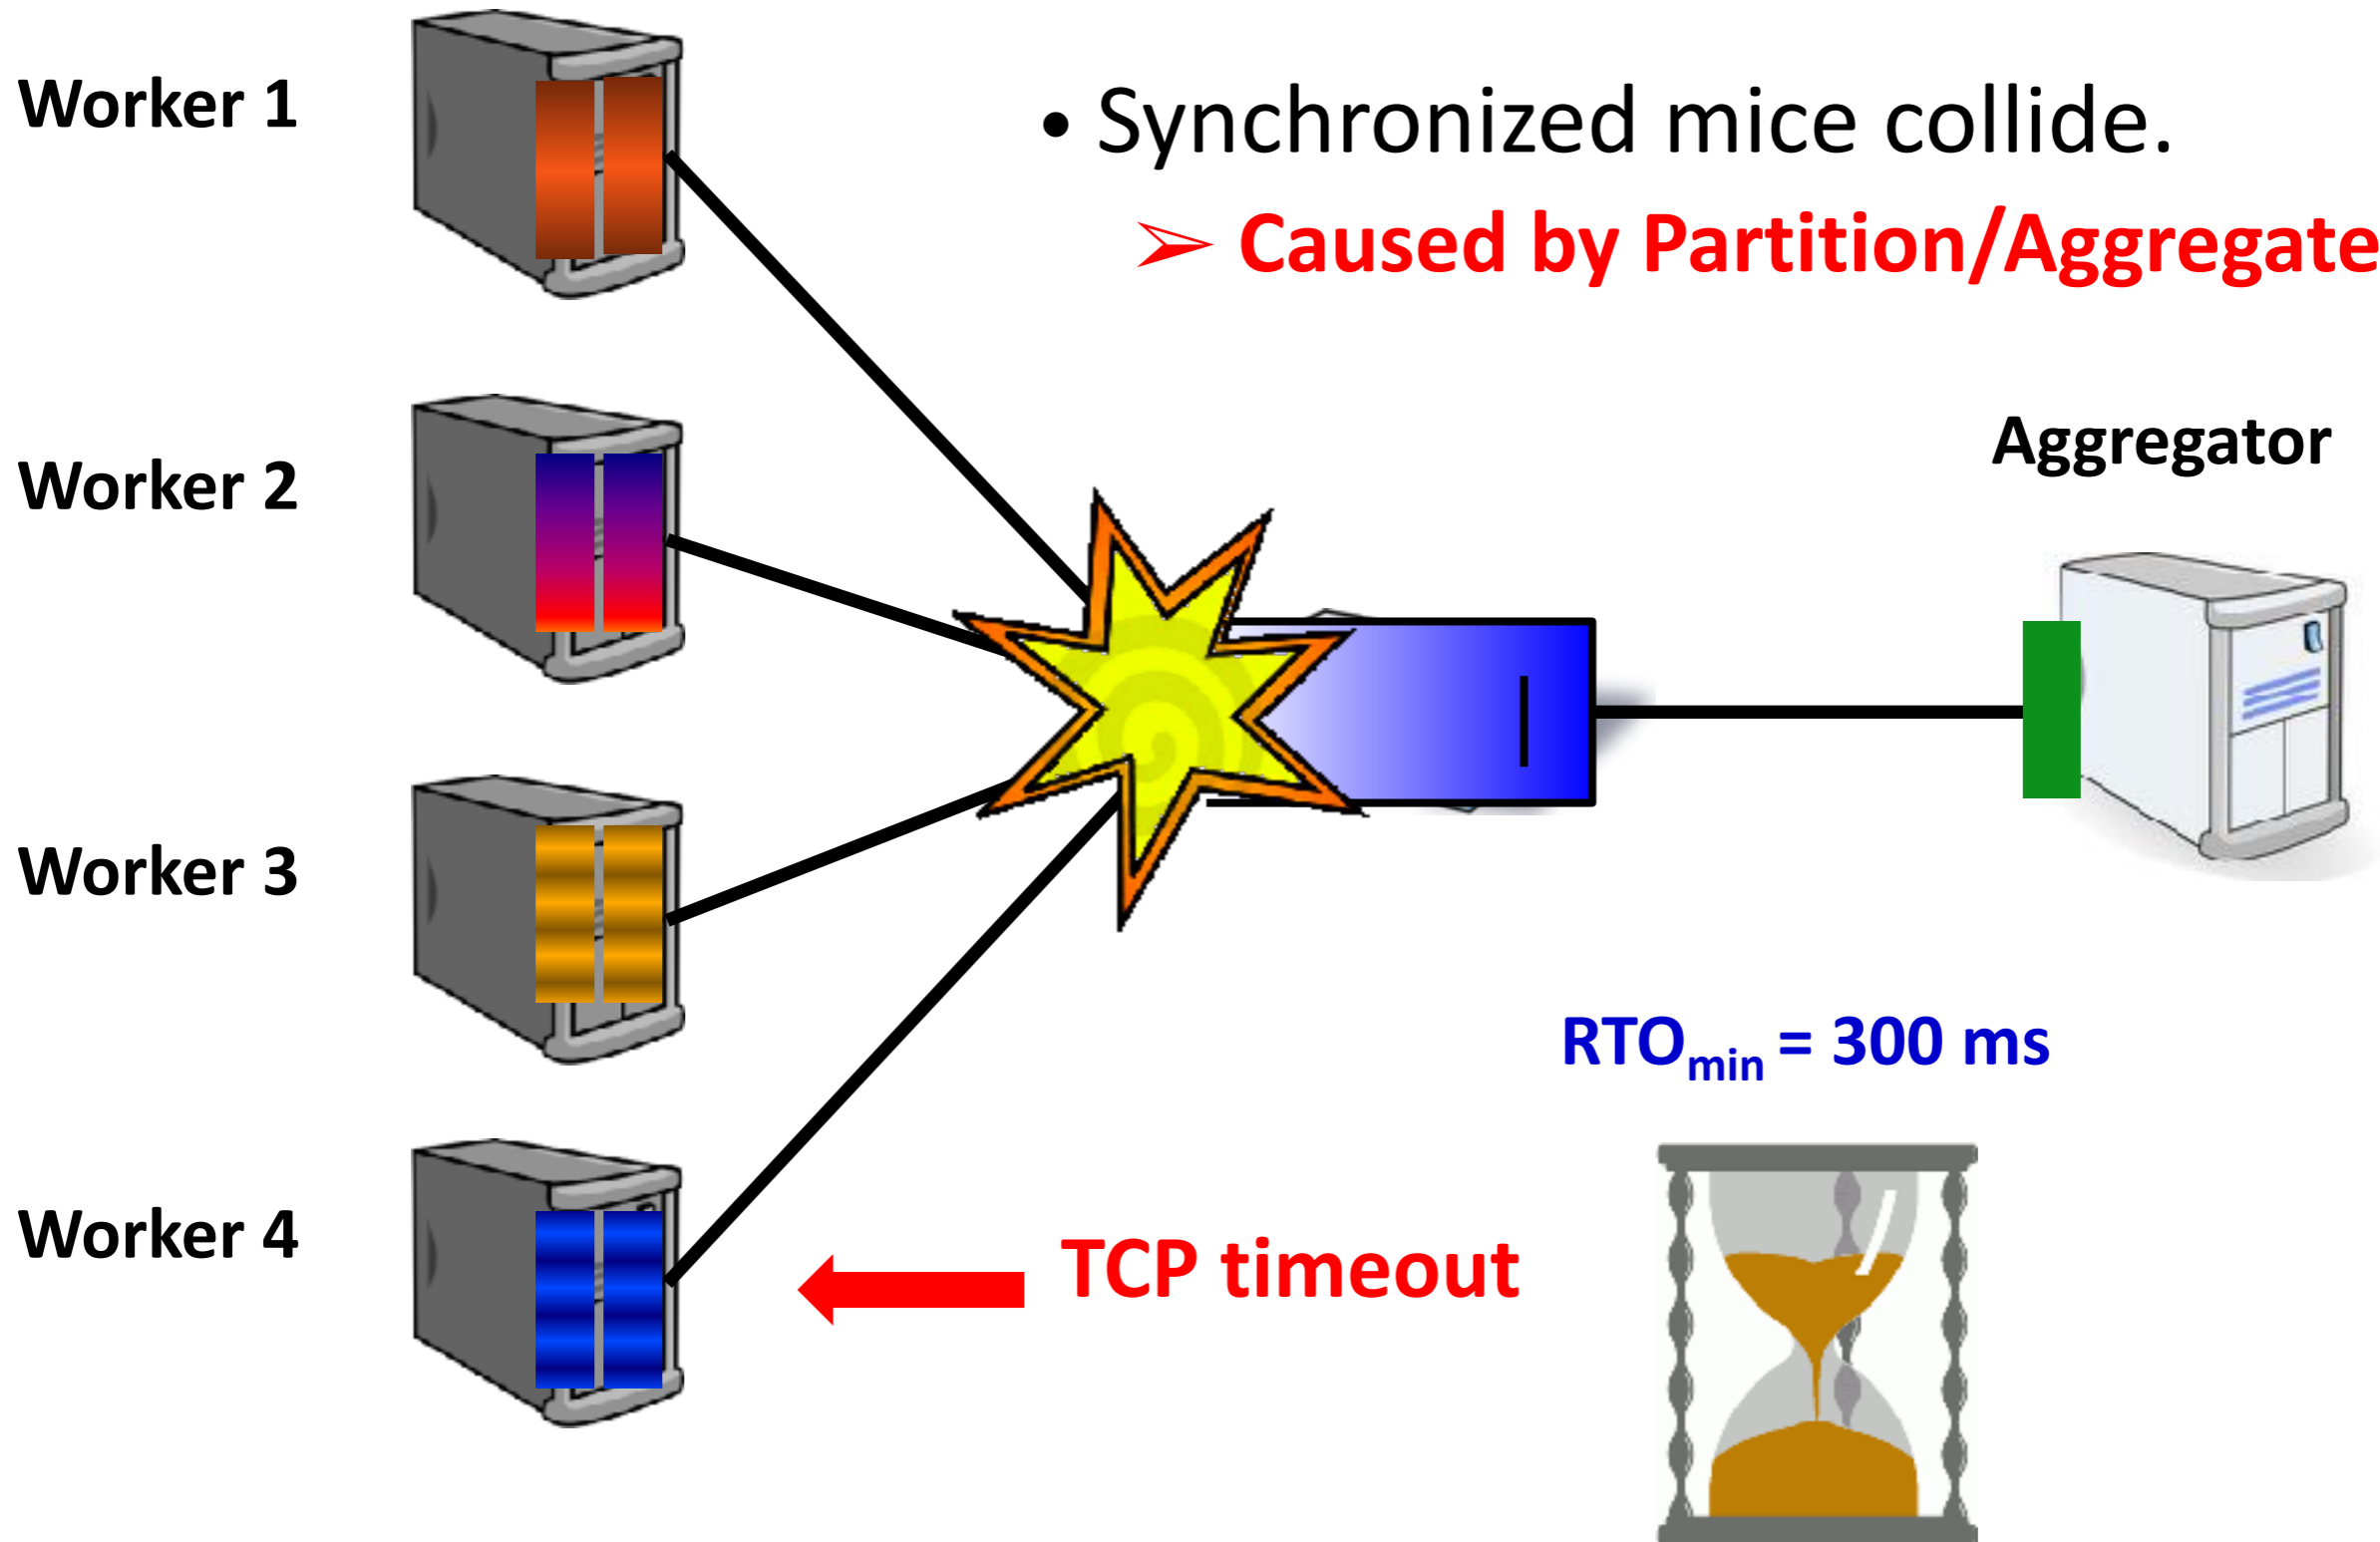 Worker 1
• Synchronized mice collide.
➢ Caused by Partition/Aggregate
Worker 2
Aggregator
Worker 3
RTOmin = 300 ms
Worker 4
TCP timeout